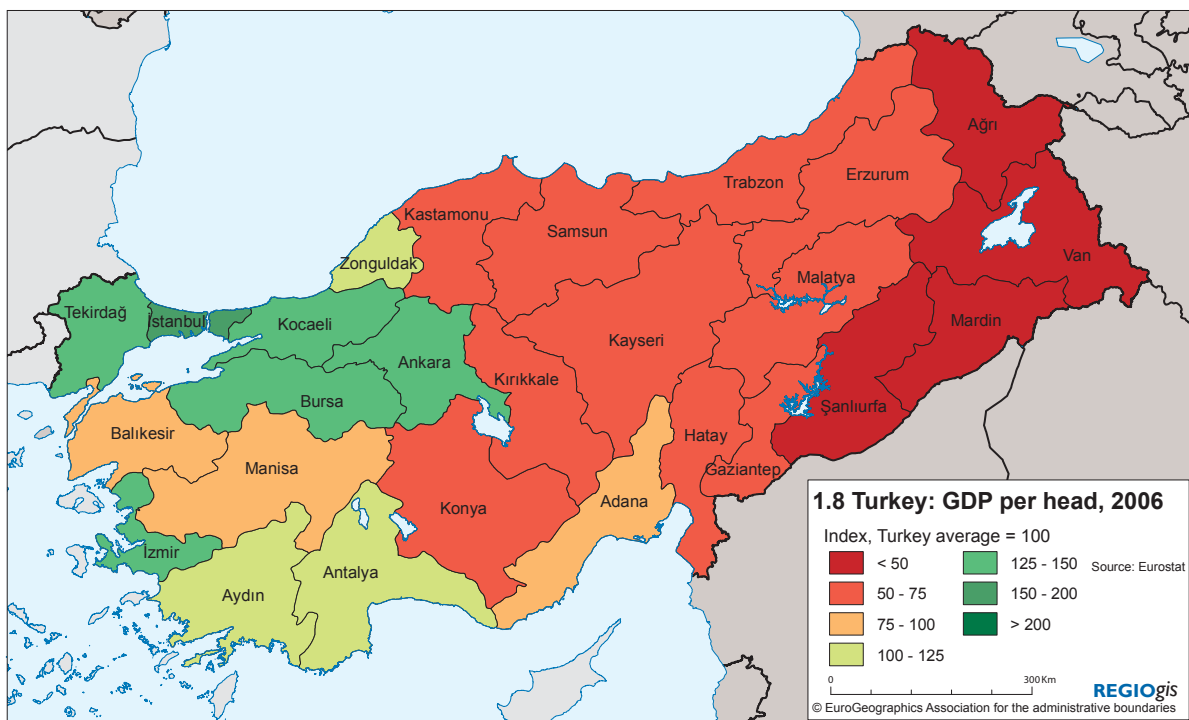 Ağrı
Trabzon
Erzurum
Kastamonu
Samsun
Zonguldak
Van
Malatya
Tekirdağ
İstanbul
Kocaeli
Mardin
Kayseri
Ankara
Kırıkkale
Bursa
Şanlıurfa
Balıkesir
Hatay
Manisa
Gaziantep
Adana
Konya
İzmir
Antalya
Aydın
1.8 Turkey: GDP per head, 2006
Index, Turkey average = 100
< 50
50 - 75
75 - 100
100 - 125
125 - 150
150 - 200
> 200
Source: Eurostat
0 300 Km
REGIOgis
© EuroGeographics Association for the administrative boundaries